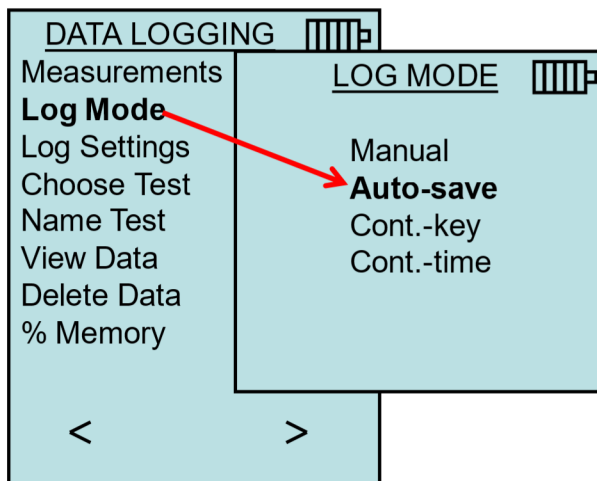 DATA LOGGING
Measurements
Log Mode
Log Settings
Choose Test
Name Test
View Data
Delete Data
% Memory
< >
LOG MODE
Manual
Auto-save
Cont.-key
Cont.-time